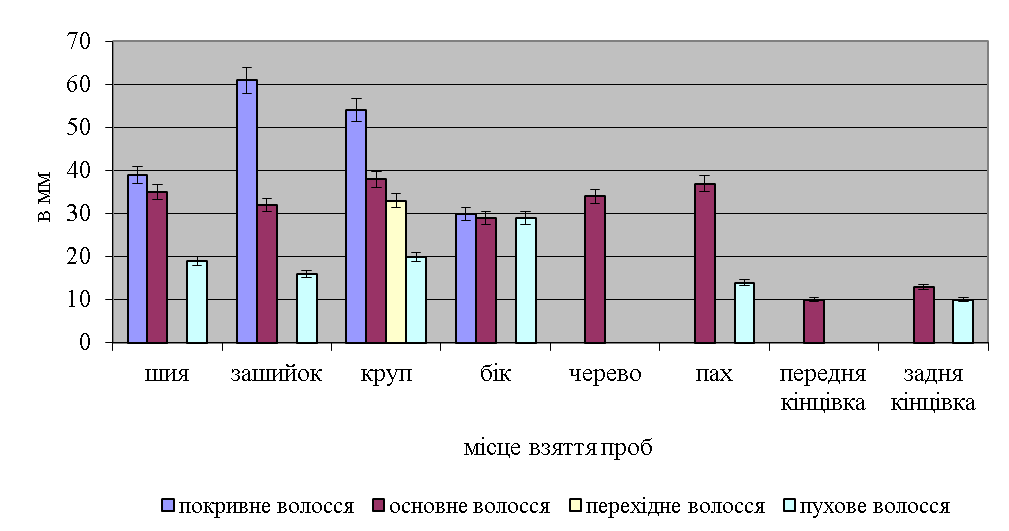 70
60
50
40
30
20
10
0
в мм
шия зашийок круп бік черево пах передня кінцівка задня кінцівка
місце взяття проб
покривне волосся основне волосся перехідне волосся пухове волосся